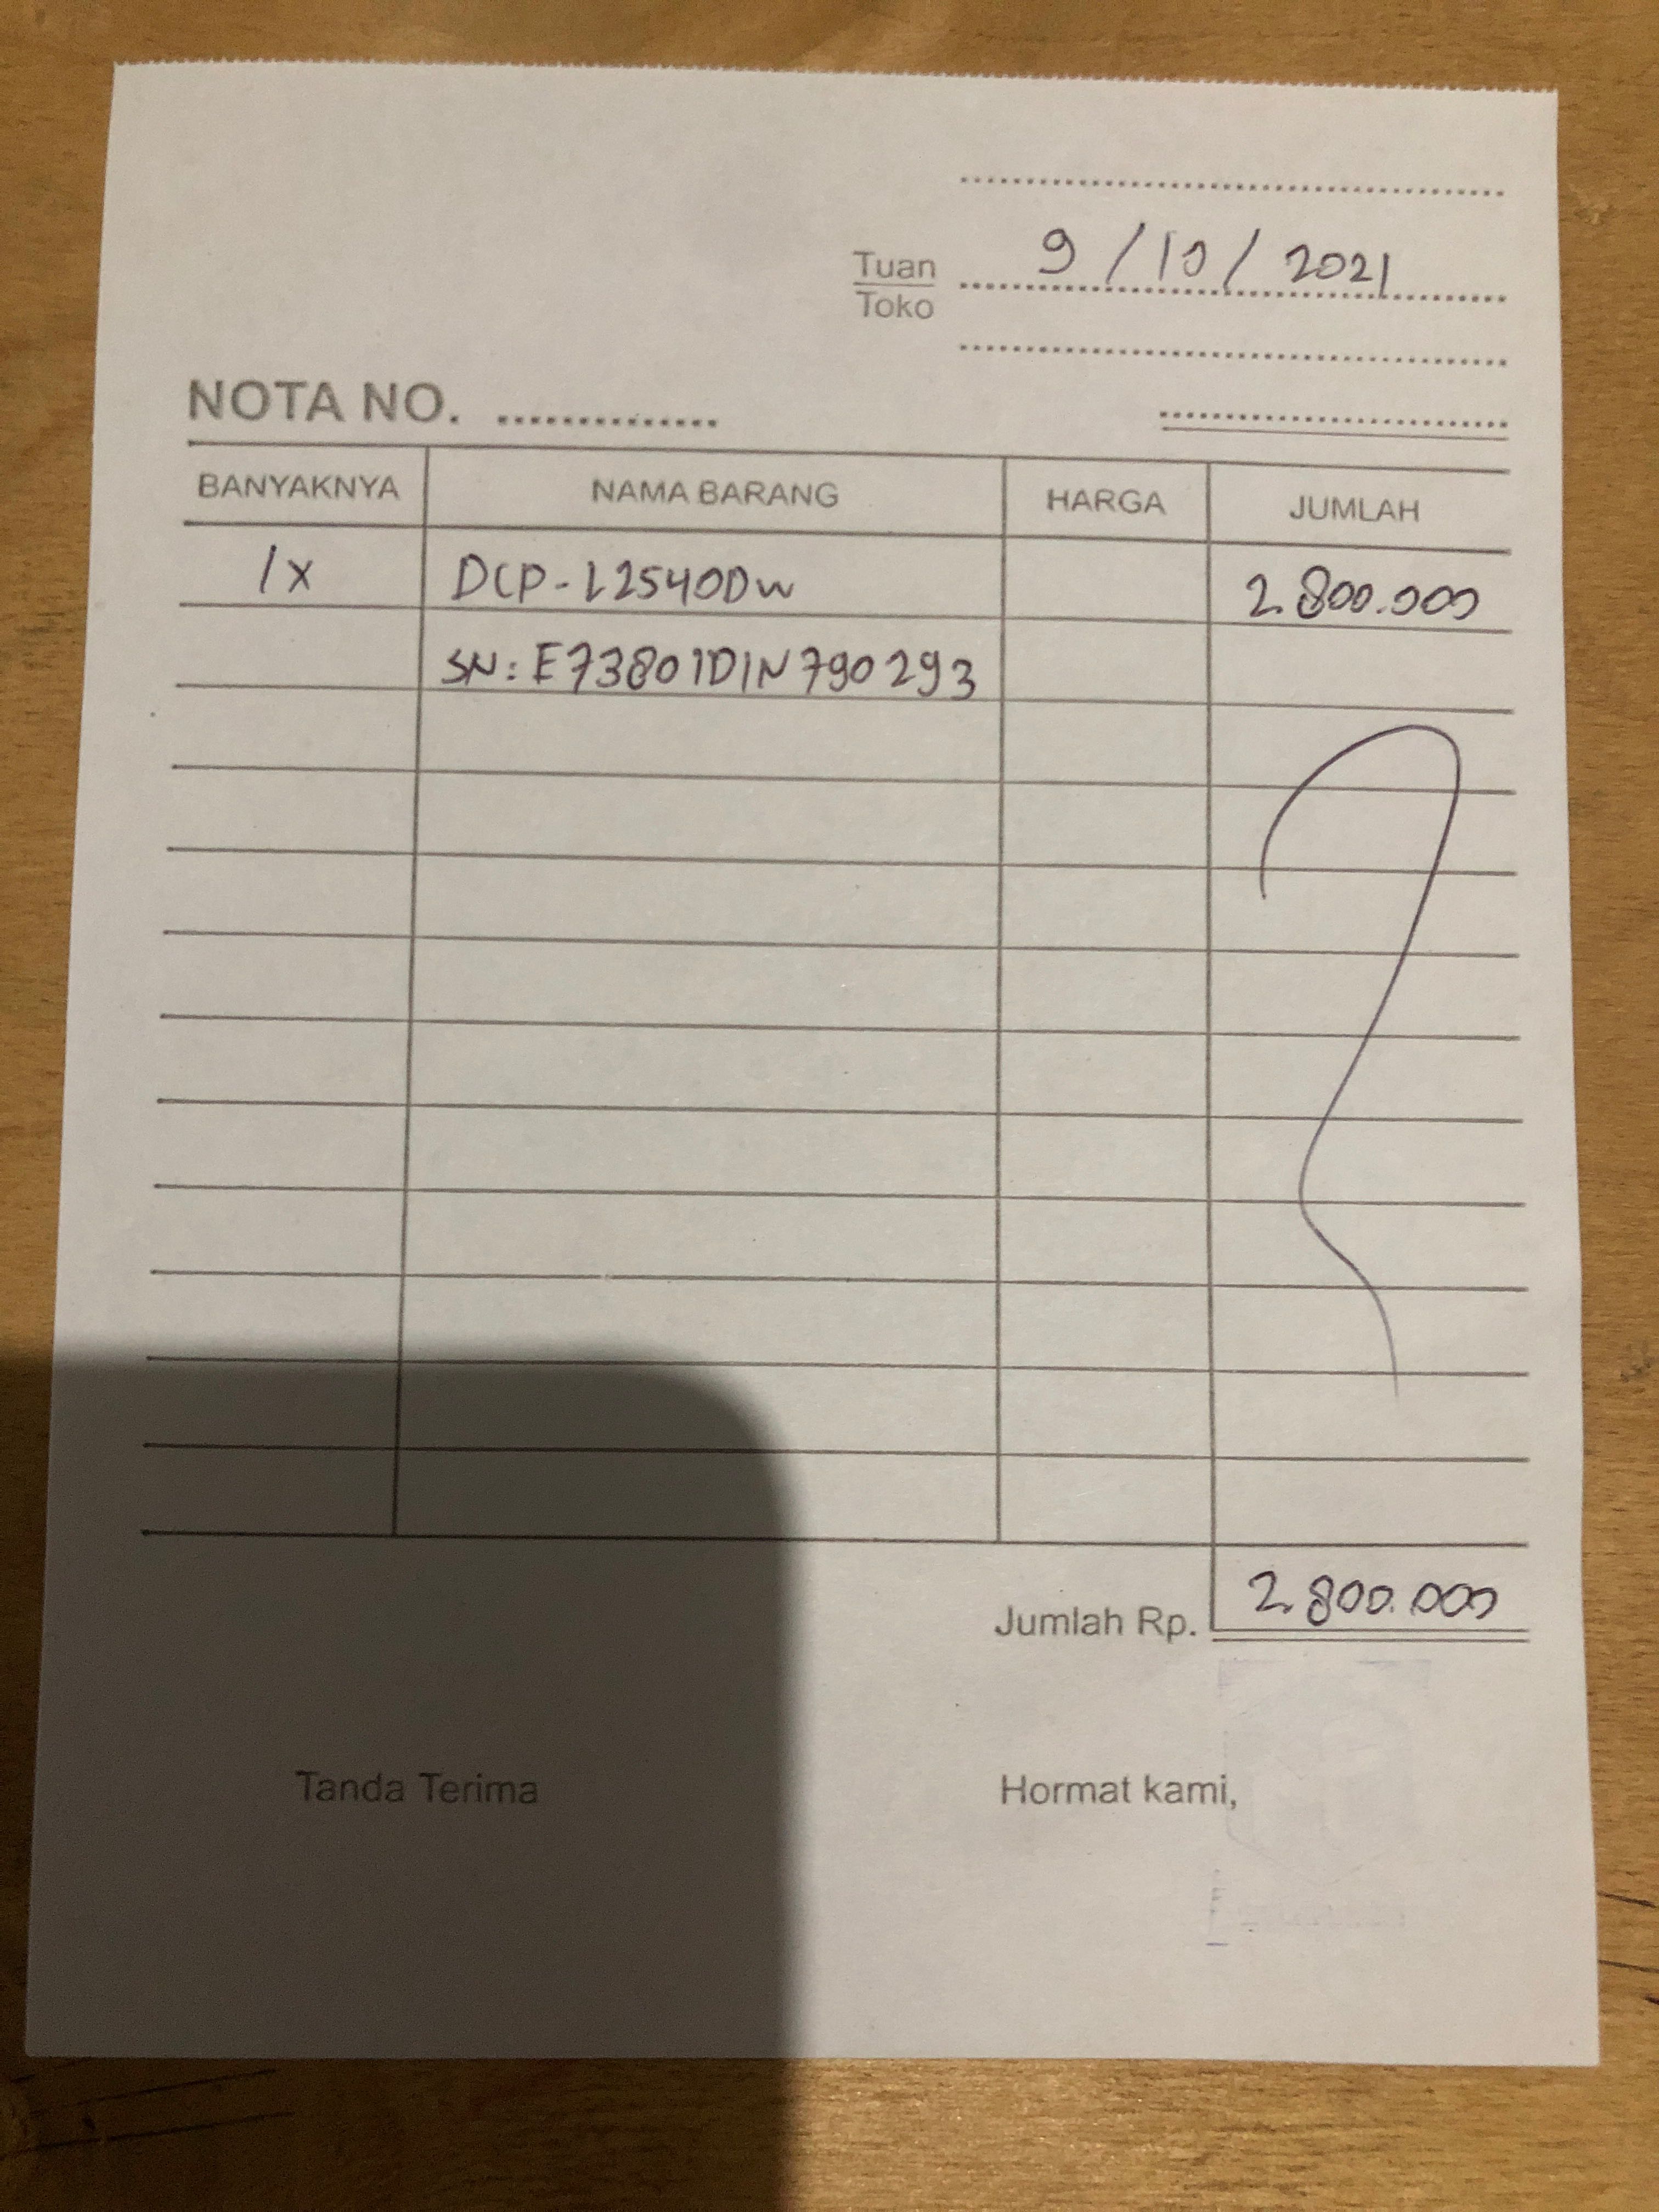 9/10/2021
Tuan
Toko
NOTA NO. ..............
BANYAKNYA NAMA BARANG HARGA JUMLAH
1x DCP-L2540DW 2.800.000
SN: E73801D1N790293
Jumlah Rp. 2.800.000
Tanda Terima Hormat kami,